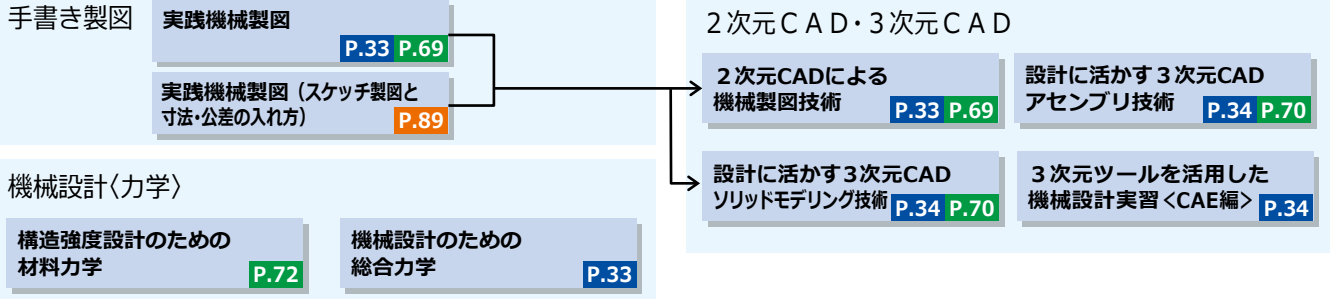 手書き製図
実践機械製図
P.33 P.69
実践機械製図（スケッチ製図と
寸法・公差の入れ方）
P.89
機械設計〈力学〉
構造強度設計のための
材料力学
P.72
機械設計のための
総合力学
P.33
２次元ＣＡＤ・３次元ＣＡＤ
２次元CADによる
機械製図技術
P.33 P.69
設計に活かす３次元CAD
アセンブリ技術
P.34 P.70
設計に活かす3次元CAD
ソリッドモデリング技術
P.34 P.70
３次元ツールを活用した
機械設計実習<CAE編>
P.34